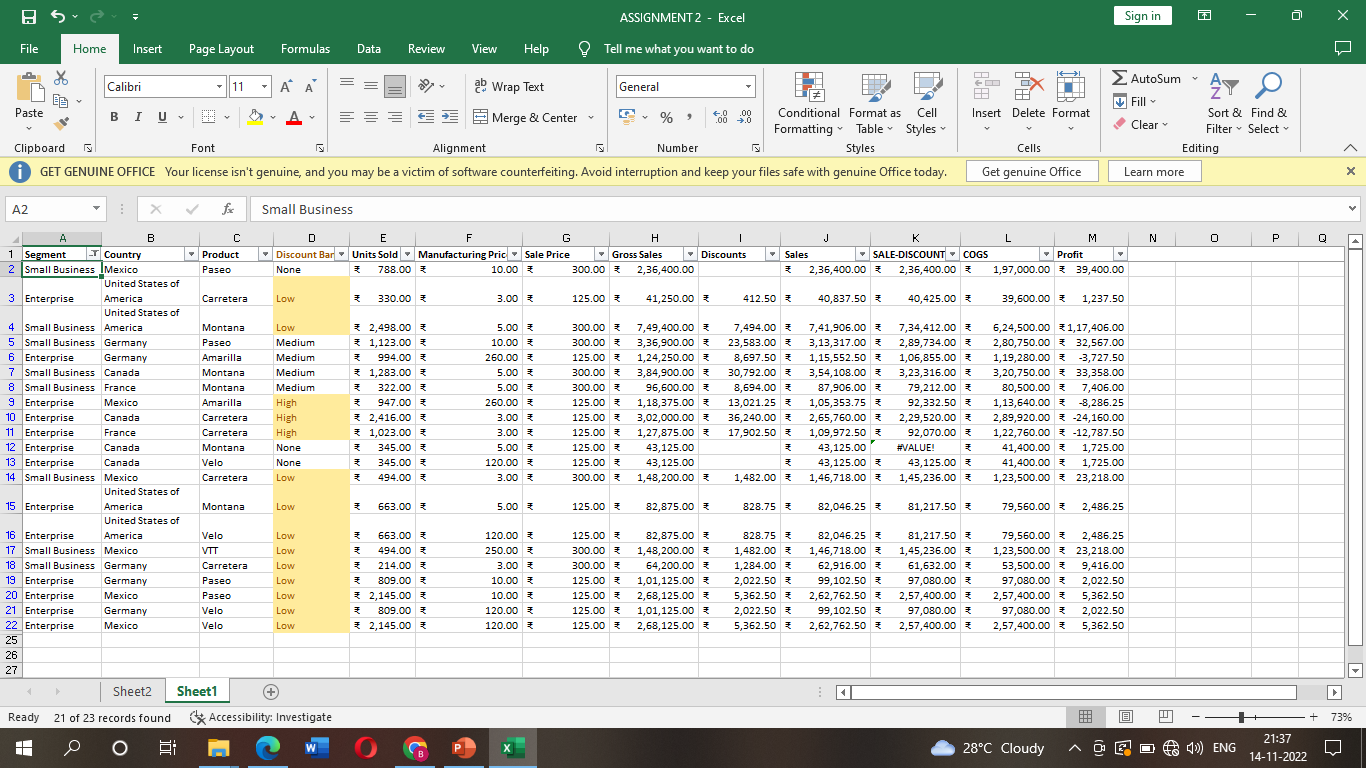 ASSIGNMENT 2 - Excel
Sign in
File Home Insert Page Layout Formulas Data Review View Help Tell me what you want to do
Calibri 11 ab Wrap Text General AutoSum
Paste Fill
B I U Merge & Center % , Conditional Format as Cell Insert Delete Format Clear Sort & Find &
Formatting Table Styles Filter Select
Clipboard Font Alignment Number Styles Cells Editing
GET GENUINE OFFICE Your license isn't genuine, and you may be a victim of software counterfeiting. Avoid interruption and keep your files safe with genuine Office today. Get genuine Office Learn more
A2 fx Small Business
A B C D E F G H I J K L M N O P Q
1 Segment Country Product Discount Ban Units Sold Manufacturing Pric Sale Price Gross Sales Discounts Sales SALE-DISCOUNT COGS Profit
2 Small Business Mexico Paseo None ₹ 788.00 ₹ 10.00 ₹ 300.00 ₹ 2,36,400.00 ₹ 2,36,400.00 ₹ 2,36,400.00 ₹ 1,97,000.00 ₹ 39,400.00
3 Enterprise United States of America Carretera Low ₹ 330.00 ₹ 3.00 ₹ 125.00 ₹ 41,250.00 ₹ 412.50 ₹ 40,837.50 ₹ 40,425.00 ₹ 39,600.00 ₹ 1,237.50
4 Small Business United States of America Montana Low ₹ 2,498.00 ₹ 5.00 ₹ 300.00 ₹ 7,49,400.00 ₹ 7,494.00 ₹ 7,41,906.00 ₹ 7,34,412.00 ₹ 6,24,500.00 ₹ 1,17,406.00
5 Small Business Germany Paseo Medium ₹ 1,123.00 ₹ 10.00 ₹ 300.00 ₹ 3,36,900.00 ₹ 23,583.00 ₹ 3,13,317.00 ₹ 2,89,734.00 ₹ 2,80,750.00 ₹ 32,567.00
6 Enterprise Germany Amarilla Medium ₹ 994.00 ₹ 260.00 ₹ 125.00 ₹ 1,24,250.00 ₹ 8,697.50 ₹ 1,15,552.50 ₹ 1,06,855.00 ₹ 1,19,280.00 ₹ -3,727.50
7 Small Business Canada Montana Medium ₹ 1,283.00 ₹ 5.00 ₹ 300.00 ₹ 3,84,900.00 ₹ 30,792.00 ₹ 3,54,108.00 ₹ 3,23,316.00 ₹ 3,20,750.00 ₹ 33,358.00
8 Small Business France Montana Medium ₹ 322.00 ₹ 5.00 ₹ 300.00 ₹ 96,600.00 ₹ 8,694.00 ₹ 87,906.00 ₹ 79,212.00 ₹ 80,500.00 ₹ 7,406.00
9 Enterprise Mexico Amarilla High ₹ 947.00 ₹ 260.00 ₹ 125.00 ₹ 1,18,375.00 ₹ 13,021.25 ₹ 1,05,353.75 ₹ 92,332.50 ₹ 1,13,640.00 ₹ -8,286.25
10 Enterprise Canada Carretera High ₹ 2,416.00 ₹ 3.00 ₹ 125.00 ₹ 3,02,000.00 ₹ 36,240.00 ₹ 2,65,760.00 ₹ 2,29,520.00 ₹ 2,89,920.00 ₹ -24,160.00
11 Enterprise France Carretera High ₹ 1,023.00 ₹ 3.00 ₹ 125.00 ₹ 1,27,875.00 ₹ 17,902.50 ₹ 1,09,972.50 ₹ 92,070.00 ₹ 1,22,760.00 ₹ -12,787.50
12 Enterprise Canada Montana None ₹ 345.00 ₹ 5.00 ₹ 125.00 ₹ 43,125.00 ₹ 43,125.00 #VALUE! ₹ 41,400.00 ₹ 1,725.00
13 Enterprise Canada Velo None ₹ 345.00 ₹ 120.00 ₹ 125.00 ₹ 43,125.00 ₹ 43,125.00 ₹ 43,125.00 ₹ 41,400.00 ₹ 1,725.00
14 Small Business Mexico Carretera Low ₹ 494.00 ₹ 3.00 ₹ 300.00 ₹ 1,48,200.00 ₹ 1,482.00 ₹ 1,46,718.00 ₹ 1,45,236.00 ₹ 1,23,500.00 ₹ 23,218.00
15 Enterprise United States of America Montana Low ₹ 663.00 ₹ 5.00 ₹ 125.00 ₹ 82,875.00 ₹ 828.75 ₹ 82,046.25 ₹ 81,217.50 ₹ 79,560.00 ₹ 2,486.25
16 Enterprise United States of America Velo Low ₹ 663.00 ₹ 120.00 ₹ 125.00 ₹ 82,875.00 ₹ 828.75 ₹ 82,046.25 ₹ 81,217.50 ₹ 79,560.00 ₹ 2,486.25
17 Small Business Mexico VTT Low ₹ 494.00 ₹ 250.00 ₹ 300.00 ₹ 1,48,200.00 ₹ 1,482.00 ₹ 1,46,718.00 ₹ 1,45,236.00 ₹ 1,23,500.00 ₹ 23,218.00
18 Small Business Germany Carretera Low ₹ 214.00 ₹ 3.00 ₹ 300.00 ₹ 64,200.00 ₹ 1,284.00 ₹ 62,916.00 ₹ 61,632.00 ₹ 53,500.00 ₹ 9,416.00
19 Enterprise Germany Paseo Low ₹ 809.00 ₹ 10.00 ₹ 125.00 ₹ 1,01,125.00 ₹ 2,022.50 ₹ 99,102.50 ₹ 97,080.00 ₹ 97,080.00 ₹ 2,022.50
20 Enterprise Mexico Paseo Low ₹ 2,145.00 ₹ 10.00 ₹ 125.00 ₹ 2,68,125.00 ₹ 5,362.50 ₹ 2,62,762.50 ₹ 2,57,400.00 ₹ 2,57,400.00 ₹ 5,362.50
21 Enterprise Germany Velo Low ₹ 809.00 ₹ 120.00 ₹ 125.00 ₹ 1,01,125.00 ₹ 2,022.50 ₹ 99,102.50 ₹ 97,080.00 ₹ 97,080.00 ₹ 2,022.50
22 Enterprise Mexico Velo Low ₹ 2,145.00 ₹ 120.00 ₹ 125.00 ₹ 2,68,125.00 ₹ 5,362.50 ₹ 2,62,762.50 ₹ 2,57,400.00 ₹ 2,57,400.00 ₹ 5,362.50
25
26
27
Sheet2 Sheet1
Ready 21 of 23 records found Accessibility: Investigate 73%
28°C Cloudy ENG 21:37
14-11-2022